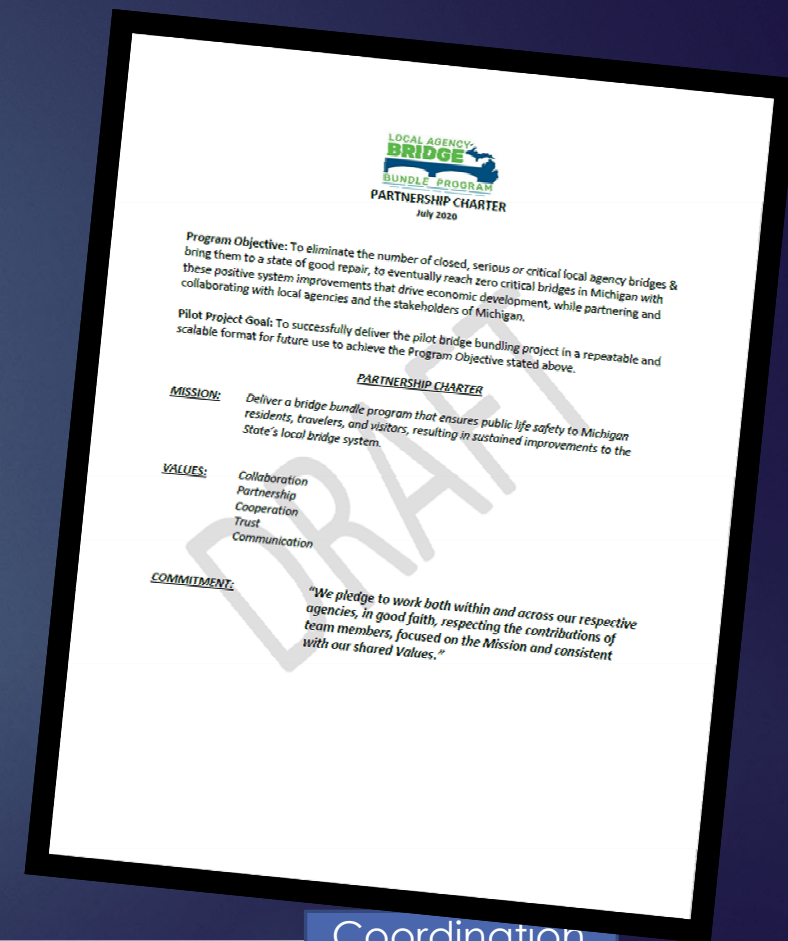 LOCAL AGENCY
BRIDGE
BUNDLE PROGRAM
PARTNERSHIP CHARTER
July 2020
Program Objective: To eliminate the number of closed, serious or critical local agency bridges &
bring them to a state of good repair, to eventually reach zero critical bridges in Michigan with
these positive system improvements that drive economic development, while partnering and
collaborating with local agencies and the stakeholders of Michigan.
Pilot Project Goal: To successfully deliver the pilot bridge bundling project in a repeatable and
scalable format for future use to achieve the Program Objective stated above.
PARTNERSHIP CHARTER
MISSION: Deliver a bridge bundle program that ensures public life safety to Michigan
residents, travelers, and visitors, resulting in sustained improvements to the
State's local bridge system.
VALUES: Collaboration
Partnership
Cooperation
Trust
Communication
COMMITMENT: "We pledge to work both within and across our respective
agencies, in good faith, respecting the contributions of
team members, focused on the Mission and consistent
with our shared Values."
DRAFT
Coordination